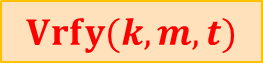 Vrfy(k, m, t)